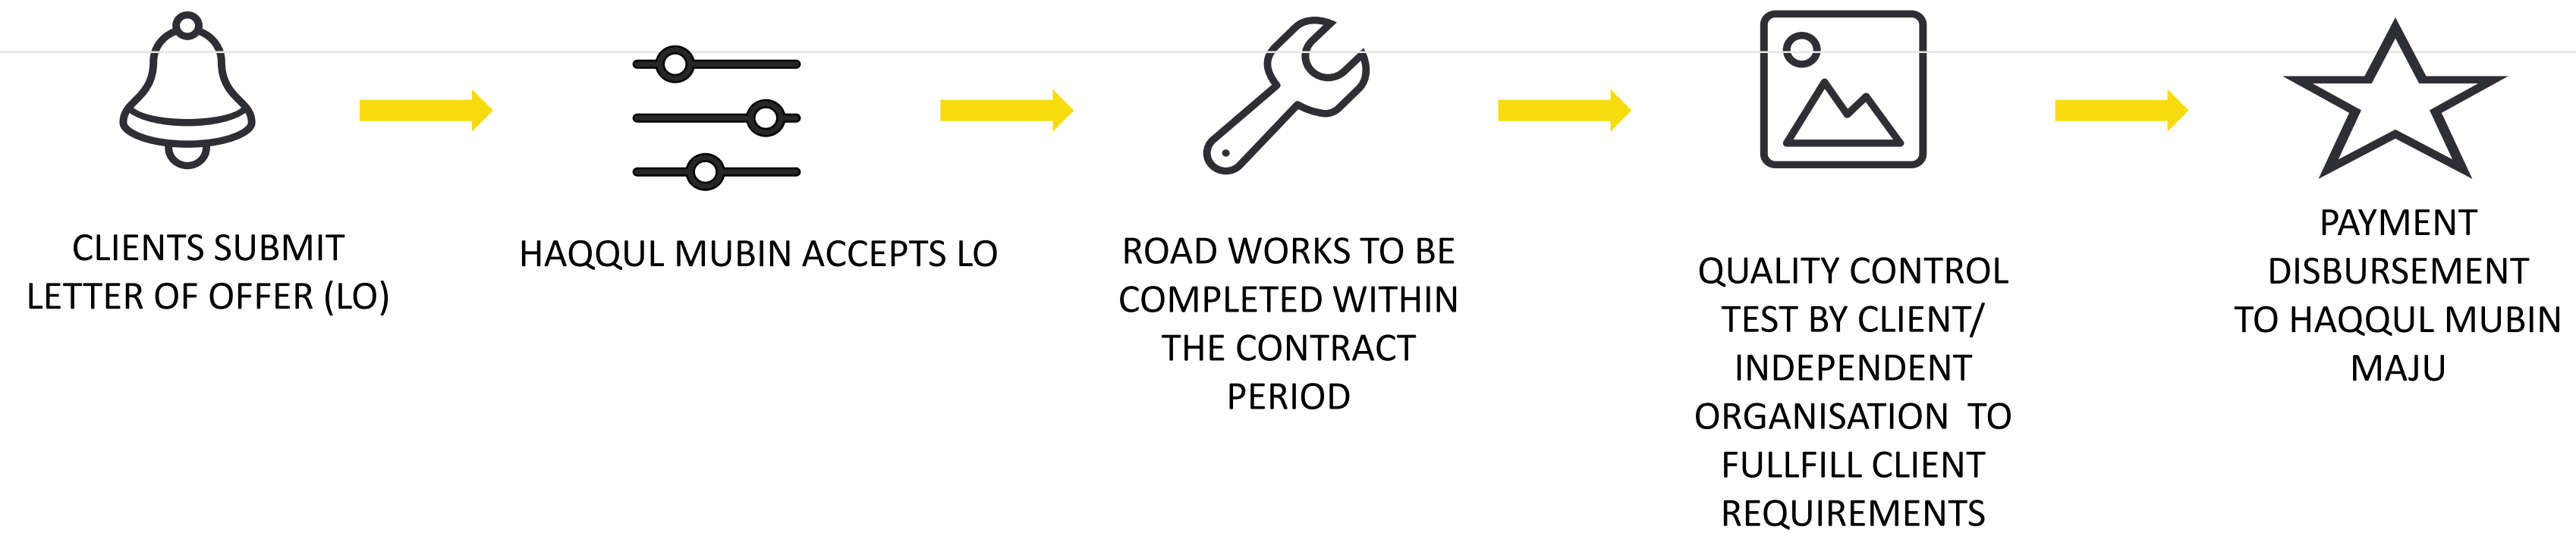 CLIENTS SUBMIT
LETTER OF OFFER (LO)
HAQQUL MUBIN ACCEPTS LO
ROAD WORKS TO BE
COMPLETED WITHIN
THE CONTRACT
PERIOD
QUALITY CONTROL
TEST BY CLIENT/
INDEPENDENT
ORGANISATION  TO
FULLFILL CLIENT
REQUIREMENTS
PAYMENT
DISBURSEMENT
TO HAQQUL MUBIN
MAJU